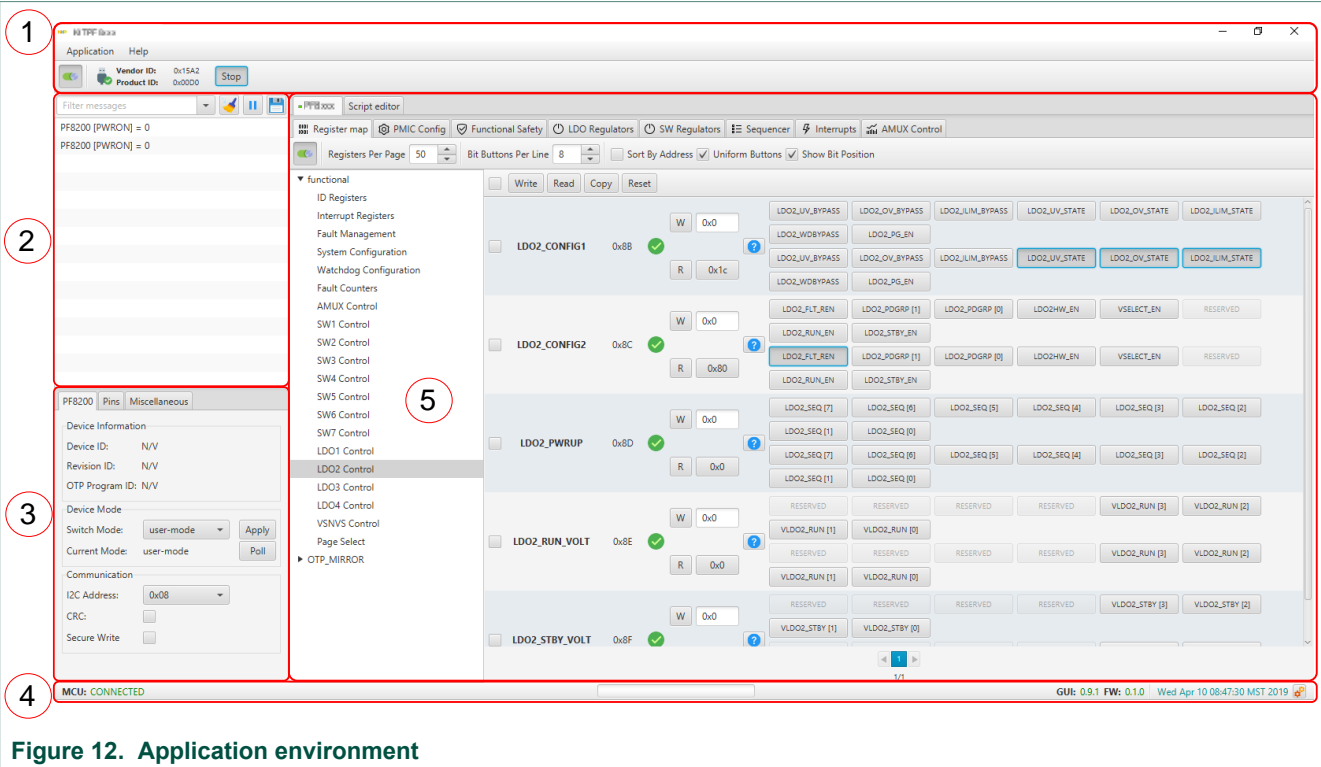 1
Application Help
Vendor ID: 0x15A2
Product ID: 0x00D0
Stop
2
Filter messages
PF8200 [PWRON] = 0
PF8200 [PWRON] = 0
3
PF8200 Pins Miscellaneous
Device Information
Device ID: N/V
Revision ID: N/V
OTP Program ID: N/V
Device Mode
Switch Mode: user-mode Apply
Current Mode: user-mode Poll
Communication
I2C Address: 0x08
CRC:
Secure Write
5
Script editor
Register map PMIC Config Functional Safety LDO Regulators SW Regulators Sequencer Interrupts AMUX Control
Registers Per Page 50 Bit Buttons Per Line 8 Sort By Address Uniform Buttons Show Bit Position
functional
ID Registers
Interrupt Registers
Fault Management
System Configuration
Watchdog Configuration
Fault Counters
AMUX Control
SW1 Control
SW2 Control
SW3 Control
SW4 Control
SW5 Control
SW6 Control
SW7 Control
LDO1 Control
LDO2 Control
LDO3 Control
LDO4 Control
VSNVS Control
Page Select
OTP_MIRROR
Write Read Copy Reset
LDO2_CONFIG1 0x8B
W 0x0
R 0x1c
LDO2_UV_BYPASS LDO2_OV_BYPASS LDO2_ILIM_BYPASS LDO2_UV_STATE LDO2_OV_STATE LDO2_ILIM_STATE
LDO2_WDBYPASS LDO2_PG_EN
LDO2_UV_BYPASS LDO2_OV_BYPASS LDO2_ILIM_BYPASS LDO2_UV_STATE LDO2_OV_STATE LDO2_ILIM_STATE
LDO2_WDBYPASS LDO2_PG_EN
LDO2_CONFIG2 0x8C
W 0x0
R 0x80
LDO2_FLT_REN LDO2_PDGRP [1] LDO2_PDGRP [0] LDO2HW_EN VSELECT_EN RESERVED
LDO2_RUN_EN LDO2_STBY_EN
LDO2_FLT_REN LDO2_PDGRP [1] LDO2_PDGRP [0] LDO2HW_EN VSELECT_EN RESERVED
LDO2_RUN_EN LDO2_STBY_EN
LDO2_PWRUP 0x8D
W 0x0
R 0x0
LDO2_SEQ [7] LDO2_SEQ [6] LDO2_SEQ [5] LDO2_SEQ [4] LDO2_SEQ [3] LDO2_SEQ [2]
LDO2_SEQ [1] LDO2_SEQ [0]
LDO2_SEQ [7] LDO2_SEQ [6] LDO2_SEQ [5] LDO2_SEQ [4] LDO2_SEQ [3] LDO2_SEQ [2]
LDO2_SEQ [1] LDO2_SEQ [0]
LDO2_RUN_VOLT 0x8E
W 0x0
R 0x0
RESERVED RESERVED RESERVED RESERVED VLDO2_RUN [3] VLDO2_RUN [2]
VLDO2_RUN [1] VLDO2_RUN [0]
RESERVED RESERVED RESERVED RESERVED VLDO2_RUN [3] VLDO2_RUN [2]
VLDO2_RUN [1] VLDO2_RUN [0]
LDO2_STBY_VOLT 0x8F
W 0x0
RESERVED RESERVED RESERVED RESERVED VLDO2_STBY [3] VLDO2_STBY [2]
VLDO2_STBY [1] VLDO2_STBY [0]
1
1/1
4
MCU: CONNECTED
GUI: 0.9.1 FW: 0.1.0 Wed Apr 10 08:47:30 MST 2019
Figure 12. Application environment